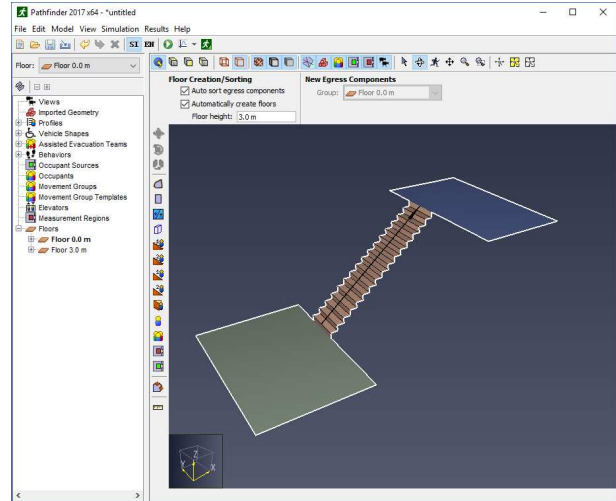 Pathfinder 2017 x64 - *untitled
File Edit Model View Simulation Results Help
SI EN
Floor: Floor 0.0 m
Floor Creation/Sorting
New Egress Components
Auto sort egress components
Group: Floor 0.0 m
Automatically create floors
Floor height: 3.0 m
Views
Imported Geometry
Profiles
Vehicle Shapes
Assisted Evacuation Teams
Behaviors
Occupant Sources
Occupants
Movement Groups
Movement Group Templates
Elevators
Measurement Regions
Floors
Floor 0.0 m
Floor 3.0 m
Z
Y
X